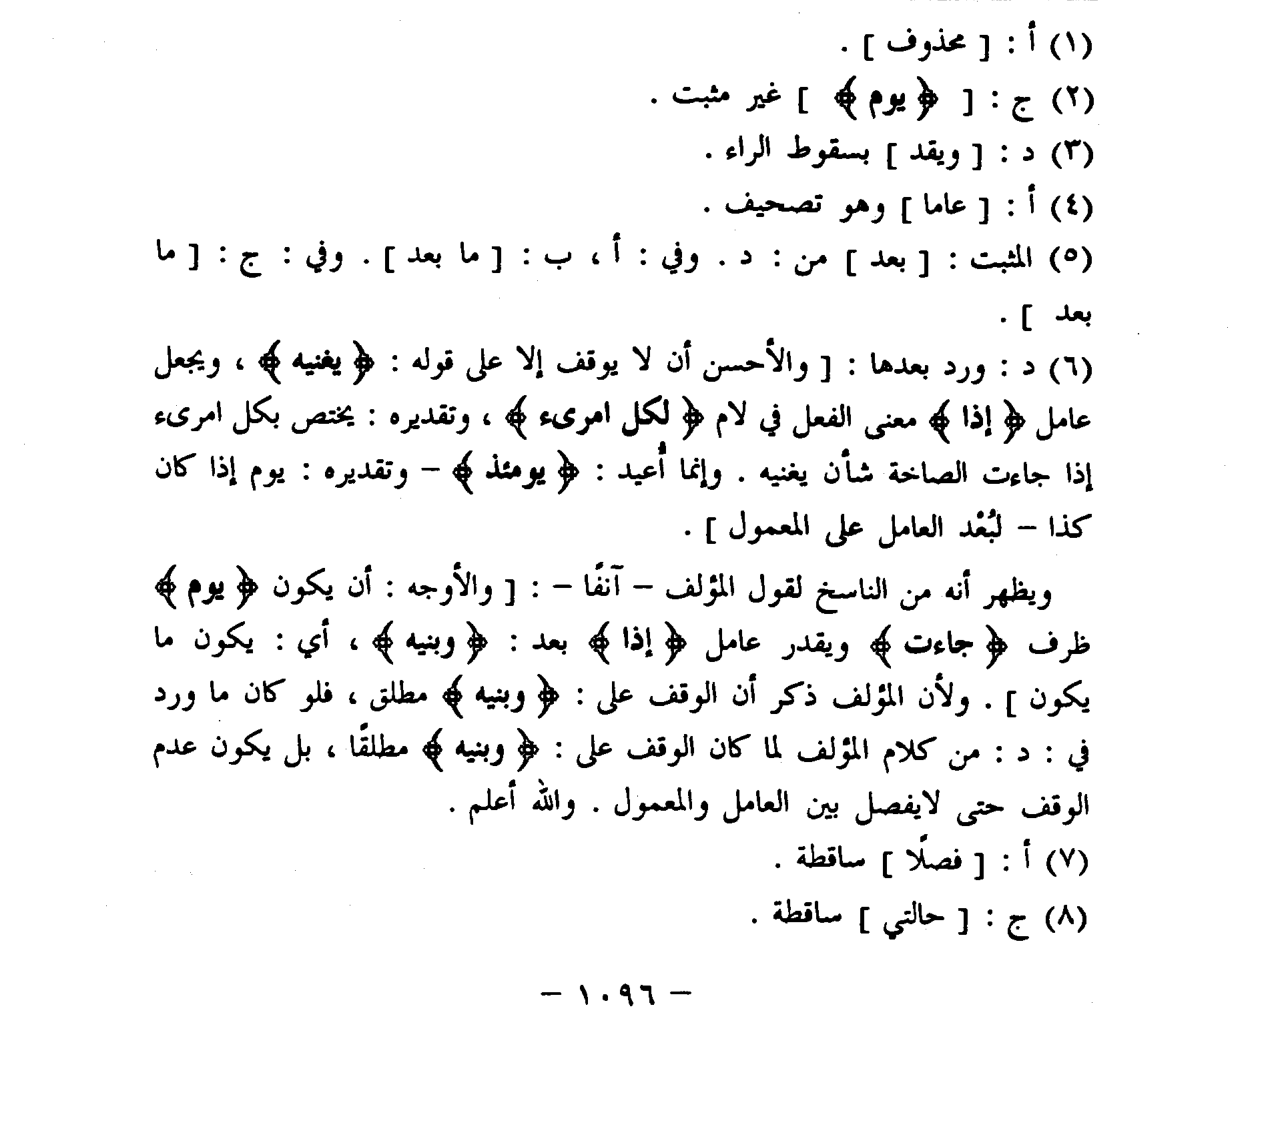 (١) أ : [ محذوف ] .
(٢) ج : [ ﴿ يوم ﴾ ] غير مثبت .
(٣) د : [ ويقد ] بسقوط الراء .
(٤) أ : [ عاما ] وهو تصحيف .
(٥) المثبت : [ بعد ] من : د . وفي : أ ، ب : [ ما بعد ] . وفي : ج : [ ما
بعد ] .
(٦) د : ورد بعدها : [ والأحسن أن لا يوقف إلا على قوله : ﴿ يغنيه ﴾ ، ويجعل
عامل ﴿ إذا ﴾ معنى الفعل في لام ﴿ لكل امرىء ﴾ ، وتقديره : يختص بكل امرىء
إذا جاءت الصاخة شأن يغنيه . وإنما أُعيد : ﴿ يومئذ ﴾ – وتقديره : يوم إذا كان
كذا – لبُعْد العامل على المعمول ] .
ويظهر أنه من الناسخ لقول المؤلف – آنفًا – : [ والأوجه : أن يكون ﴿ يوم ﴾
ظرف ﴿ جاءت ﴾ ويقدر عامل ﴿ إذا ﴾ بعد : ﴿ وبنيه ﴾ ، أي : يكون ما
يكون ] . ولأن المؤلف ذكر أن الوقف على : ﴿ وبنيه ﴾ مطلق ، فلو كان ما ورد
في : د : من كلام المؤلف لما كان الوقف على : ﴿ وبنيه ﴾ مطلقًا ، بل يكون عدم
الوقف حتى لايفصل بين العامل والمعمول . والله أعلم .
(٧) أ : [ فصلًا ] ساقطة .
(٨) ج : [ حالتي ] ساقطة .
– ١٠٩٦ –